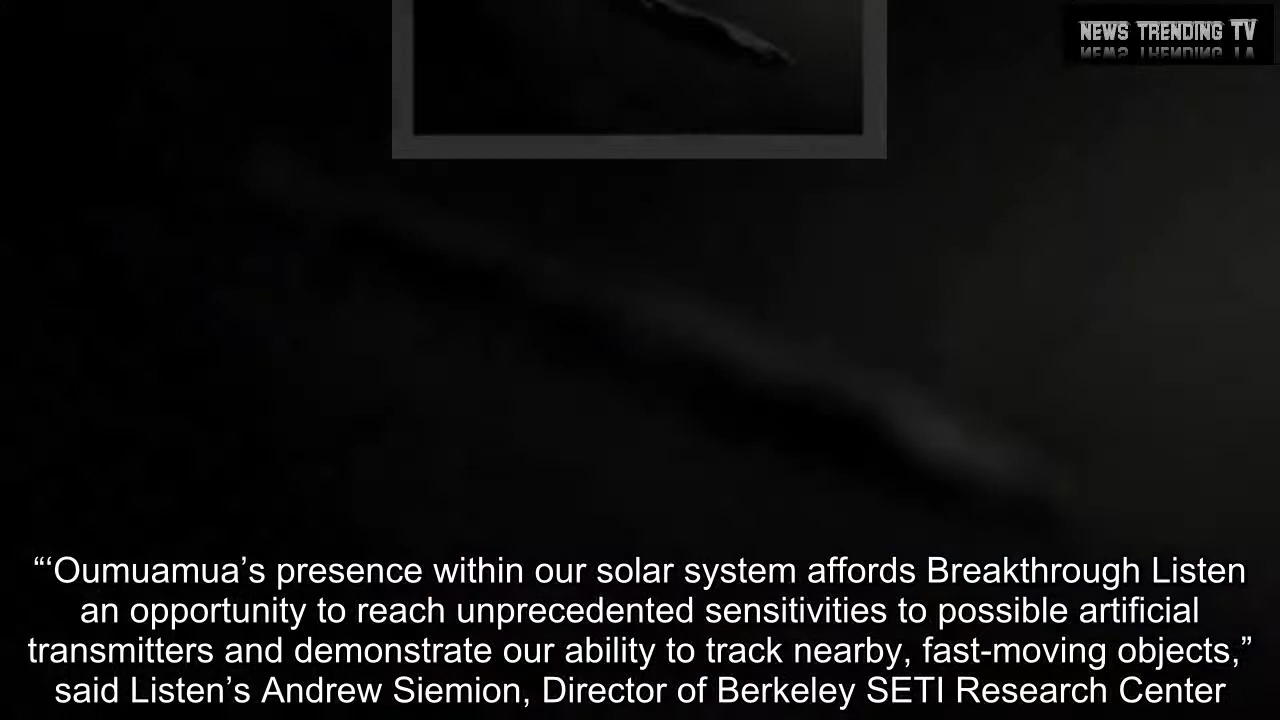 NEWS TRENDING TV
“‘Oumuamua’s presence within our solar system affords Breakthrough Listen
an opportunity to reach unprecedented sensitivities to possible artificial
transmitters and demonstrate our ability to track nearby, fast-moving objects,”
said Listen’s Andrew Siemion, Director of Berkeley SETI Research Center